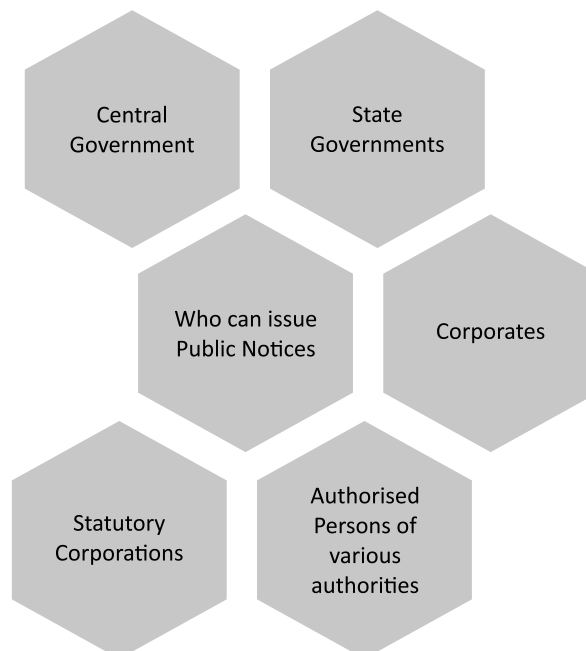 Central
Government
State
Governments
Who can issue
Public Notices
Corporates
Statutory
Corporations
Authorised
Persons of
various
authorities